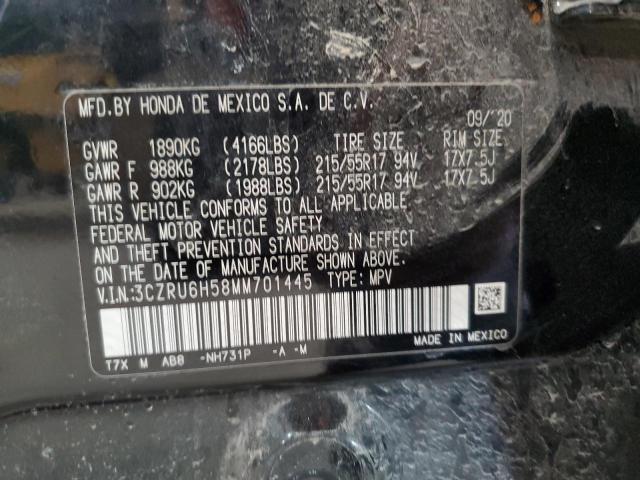 MFD.BY HONDA DE MEXICO S.A. DE C.V.
09/'20
GVWR 1890KG (4166LBS) TIRE SIZE RIM SIZE
GAWR F 988KG (2178LBS) 215/55R17 94V 17X7.5J
GAWR R 902KG (1988LBS) 215/55R17 94V 17X7.5J
THIS VEHICLE CONFORMS TO ALL APPLICABLE
FEDERAL MOTOR VEHICLE SAFETY
AND THEFT PREVENTION STANDARDS IN EFFECT
ON THE DATE OF MANUFACTURE SHOWN ABOVE.
V.I.N:3CZRU6H58MM701445 TYPE: MPV
MADE IN MEXICO
T7X M AB0 -NH731P -A -M